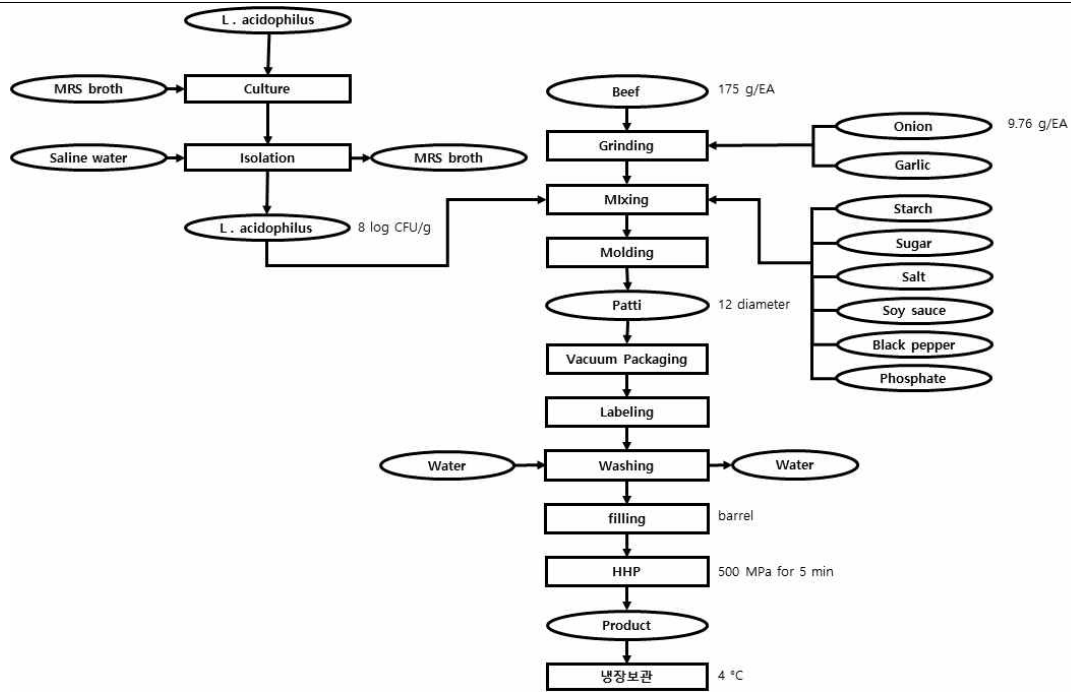 L . acidophilus
MRS broth
Culture
Saline water
Isolation
MRS broth
L . acidophilus
8 log CFU/g
Beef
175 g/EA
Grinding
Onion
9.76 g/EA
Garlic
MIxing
Starch
Sugar
Salt
Soy sauce
Black pepper
Phosphate
Molding
Patti
12 diameter
Vacuum Packaging
Labeling
Water
Washing
Water
filling
barrel
HHP
500 MPa for 5 min
Product
냉장보관
4 ℃